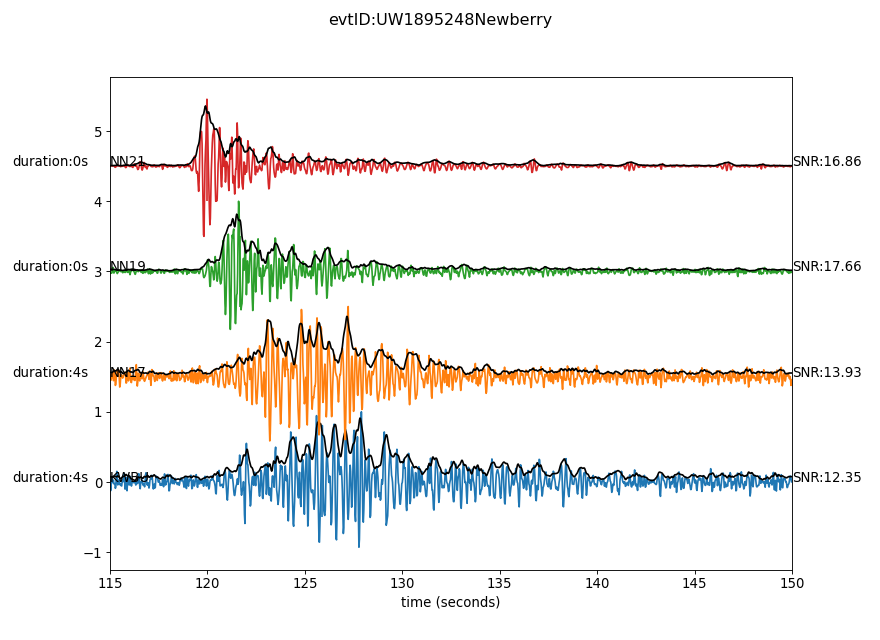 evtID:UW1895248Newberry
duration:0s NN21 SNR:16.86
duration:0s NN19 SNR:17.66
duration:4s NN17 SNR:13.93
duration:4s SNR:12.35
5
4
3
2
1
0
−1
115 120 125 130 135 140 145 150
time (seconds)